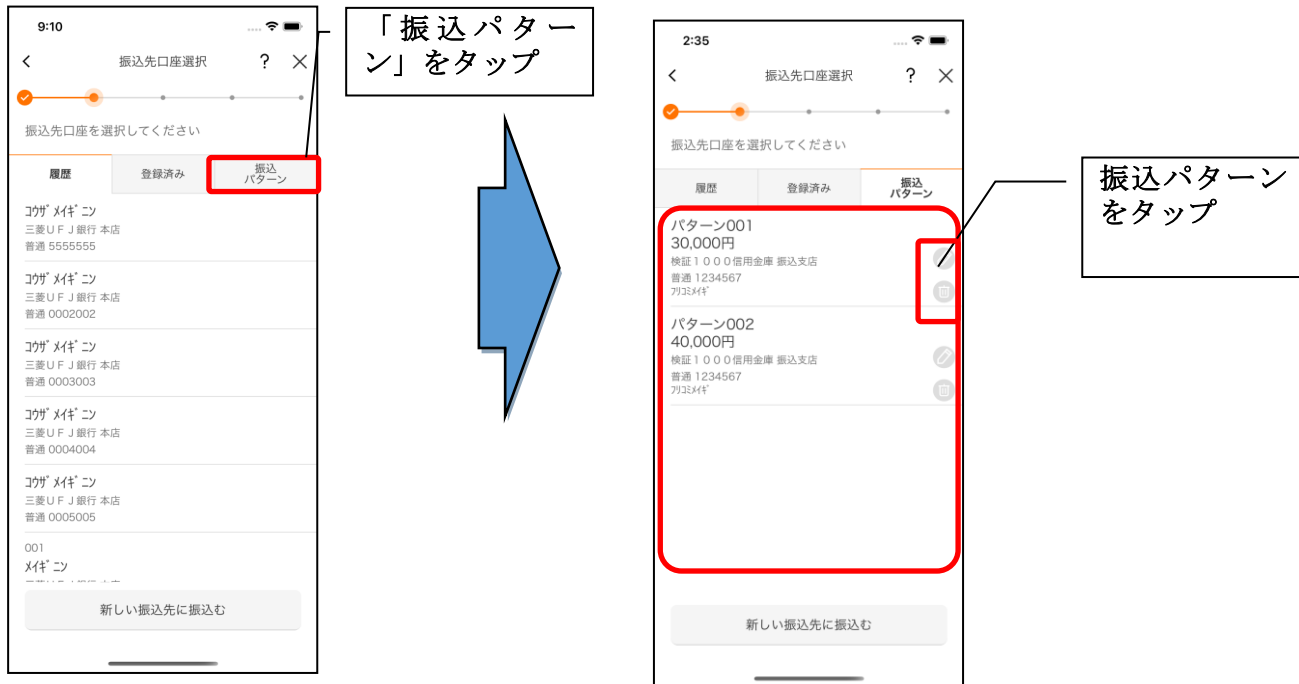 9:10
振込先口座選択 ?
振込先口座を選択してください
履歴 登録済み 振込
パターン
ｺｳｻﾞ ﾒｲｷﾞﾆﾝ
三菱ＵＦＪ銀行 本店
普通 5555555
ｺｳｻﾞ ﾒｲｷﾞﾆﾝ
三菱ＵＦＪ銀行 本店
普通 0002002
ｺｳｻﾞ ﾒｲｷﾞﾆﾝ
三菱ＵＦＪ銀行 本店
普通 0003003
ｺｳｻﾞ ﾒｲｷﾞﾆﾝ
三菱ＵＦＪ銀行 本店
普通 0004004
ｺｳｻﾞ ﾒｲｷﾞﾆﾝ
三菱ＵＦＪ銀行 本店
普通 0005005
001
ﾒｲｷﾞﾆﾝ
新しい振込先に振込む
「振込パター
ン」をタップ
2:35
振込先口座選択 ?
振込先口座を選択してください
履歴 登録済み 振込
パターン
パターン001
30,000円
検証１０００信用金庫 振込支店
普通 1234567
ﾌﾘｺﾐﾒｲｷﾞ
パターン002
40,000円
検証１０００信用金庫 振込支店
普通 1234567
ﾌﾘｺﾐﾒｲｷﾞ
新しい振込先に振込む
振込パターン
をタップ